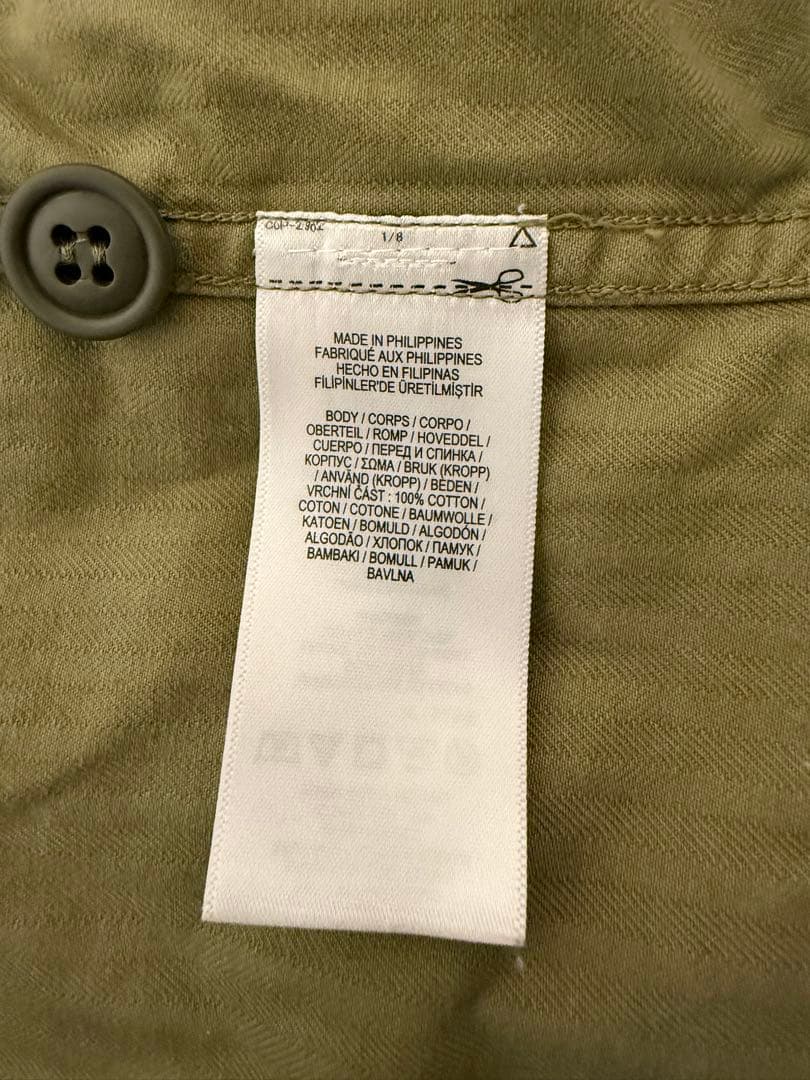 1/8
MADE IN PHILIPPINES
FABRIQUÉ AUX PHILIPPINES
HECHO EN FILIPINAS
FİLİPİNLER'DE ÜRETİLMİŞTİR
BODY / CORPS / CORPO /
OBERTEIL / ROMP / HOVEDDEL /
CUERPO / ПЕРЕД И СПИНКА /
КОРПУС / ΣΩΜΑ / BRUK (KROPP)
/ ANVÄND (KROPP) / BEDEN /
VRCHNÍ ČÁST : 100% COTTON /
COTON / COTONE / BAUMWOLLE /
KATOEN / BOMULD / ALGODÓN /
ALGODÃO / ХЛОПОК / ПАМУК /
BAMBAKI / BOMULL / PAMUK /
BAVLNA